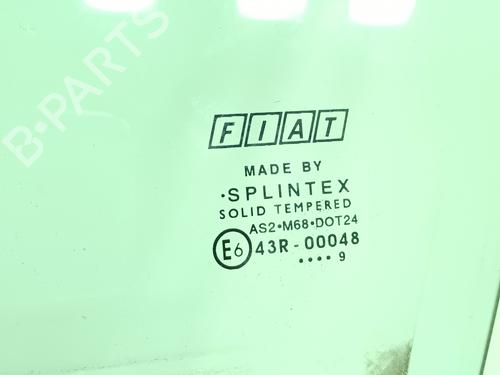 B-PARTS
FIAT
MADE BY
·SPLINTEX
SOLID TEMPERED
AS2•M68•DOT24
E6 43R-00048
•••• 9